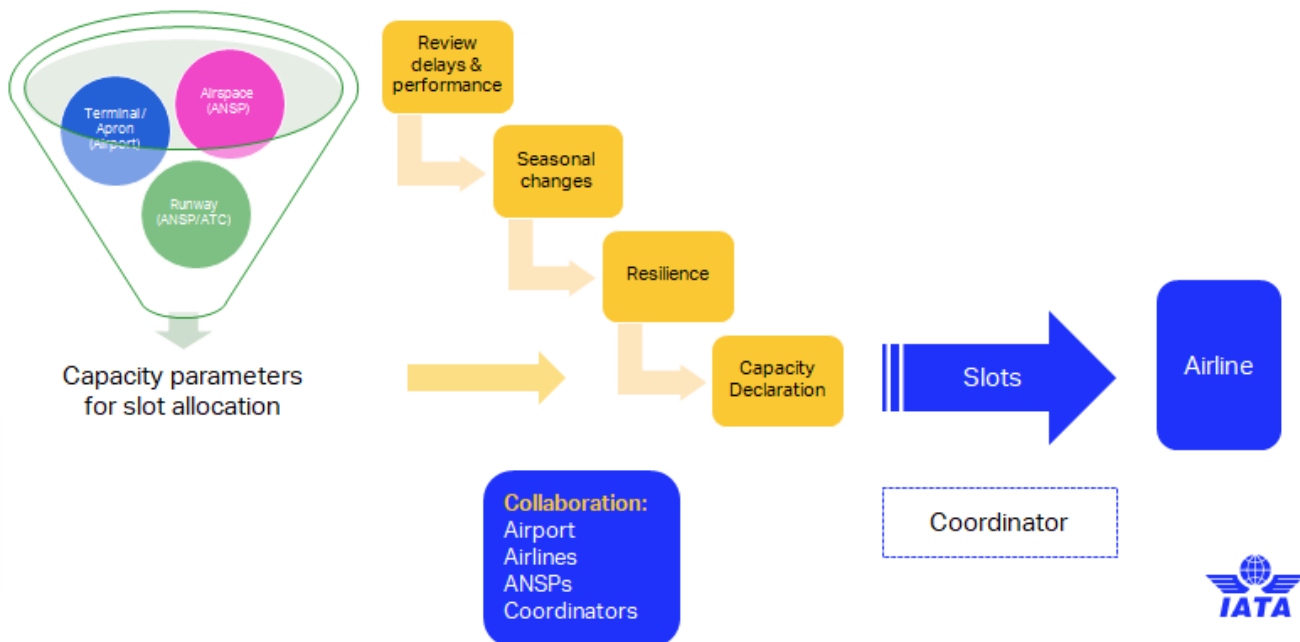 Terminal/
Apron
(Airport)
Airspace
(ANSP)
Runway
(ANSP/ATC)
Capacity parameters
for slot allocation
Review
delays &
performance
Seasonal
changes
Resilience
Capacity
Declaration
Collaboration:
Airport
Airlines
ANSPs
Coordinators
Slots
Coordinator
Airline
IATA